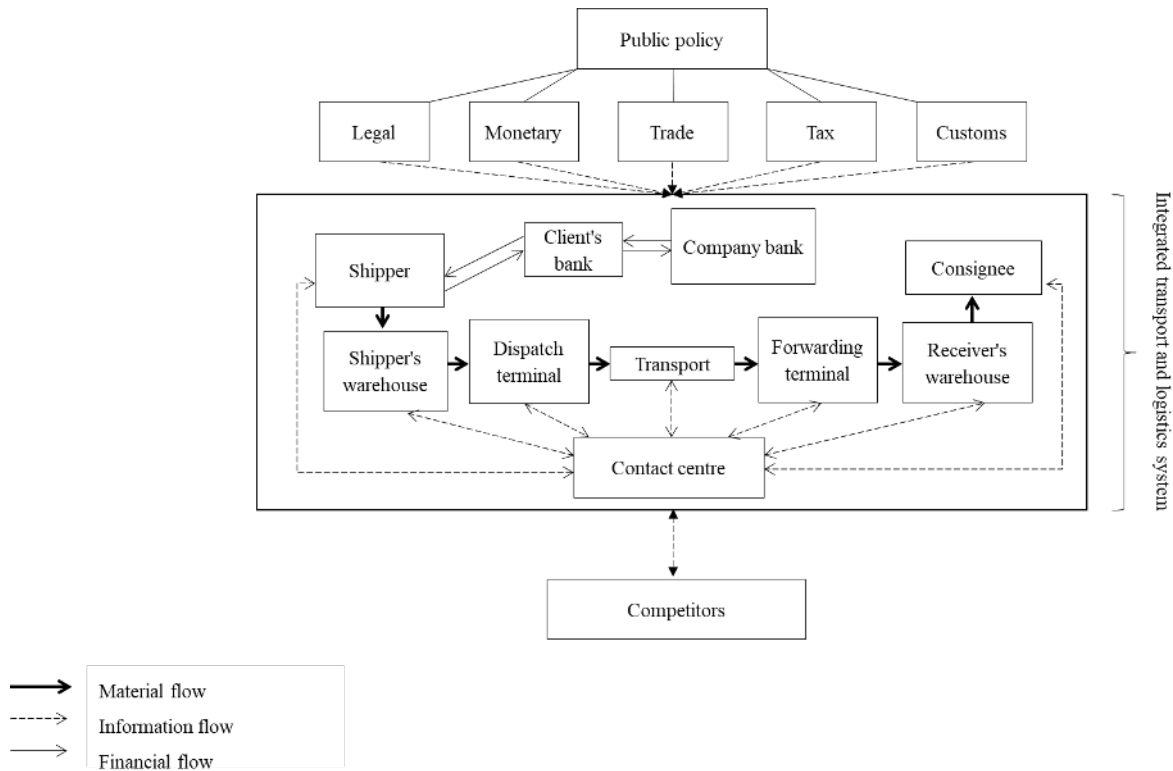 Public policy
Legal
Monetary
Trade
Tax
Customs
Integrated transport and logistics system
Shipper
Client's
bank
Company bank
Consignee
Shipper's
warehouse
Dispatch
terminal
Transport
Forwarding
terminal
Receiver's
warehouse
Contact centre
Competitors
Material flow
Information flow
Financial flow